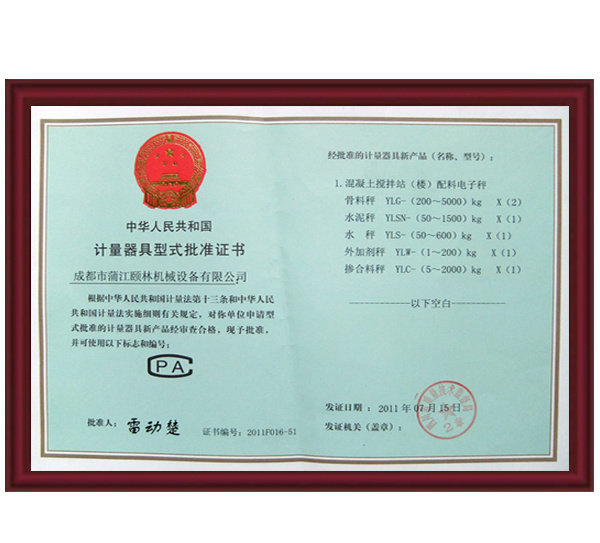 中华人民共和国
计量器具型式批准证书
成都市蒲江颐林机械设备有限公司
根据中华人民共和国计量法第十三条和中华人民
共和国计量法实施细则有关规定，对你单位申请型
式批准的计量器具新产品经审查合格，现予批准，
并可使用以下标志和编号：
CPA
批准人：
雷动楚
证书编号：2011F016-51
经批准的计量器具新产品（名称、型号）：
1.混凝土搅拌站（楼）配料电子秤
骨料秤 YLG-（200～5000）kg X（2）
水泥秤 YLSN-（50～1500）kg X（1）
水 秤 YLS-（50～600）kg X（1）
外加剂秤 YLW-（1～200）kg X（1）
掺合料秤 YLC-（5～2000）kg X（1）
------------以下空白------------
发证日期：2011 年 07 月 15 日
发证机关（盖章）：